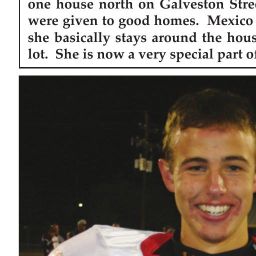 one house north on Galveston Stre
were given to good homes. Mexico
she basically stays around the hous
lot. She is now a very special part of